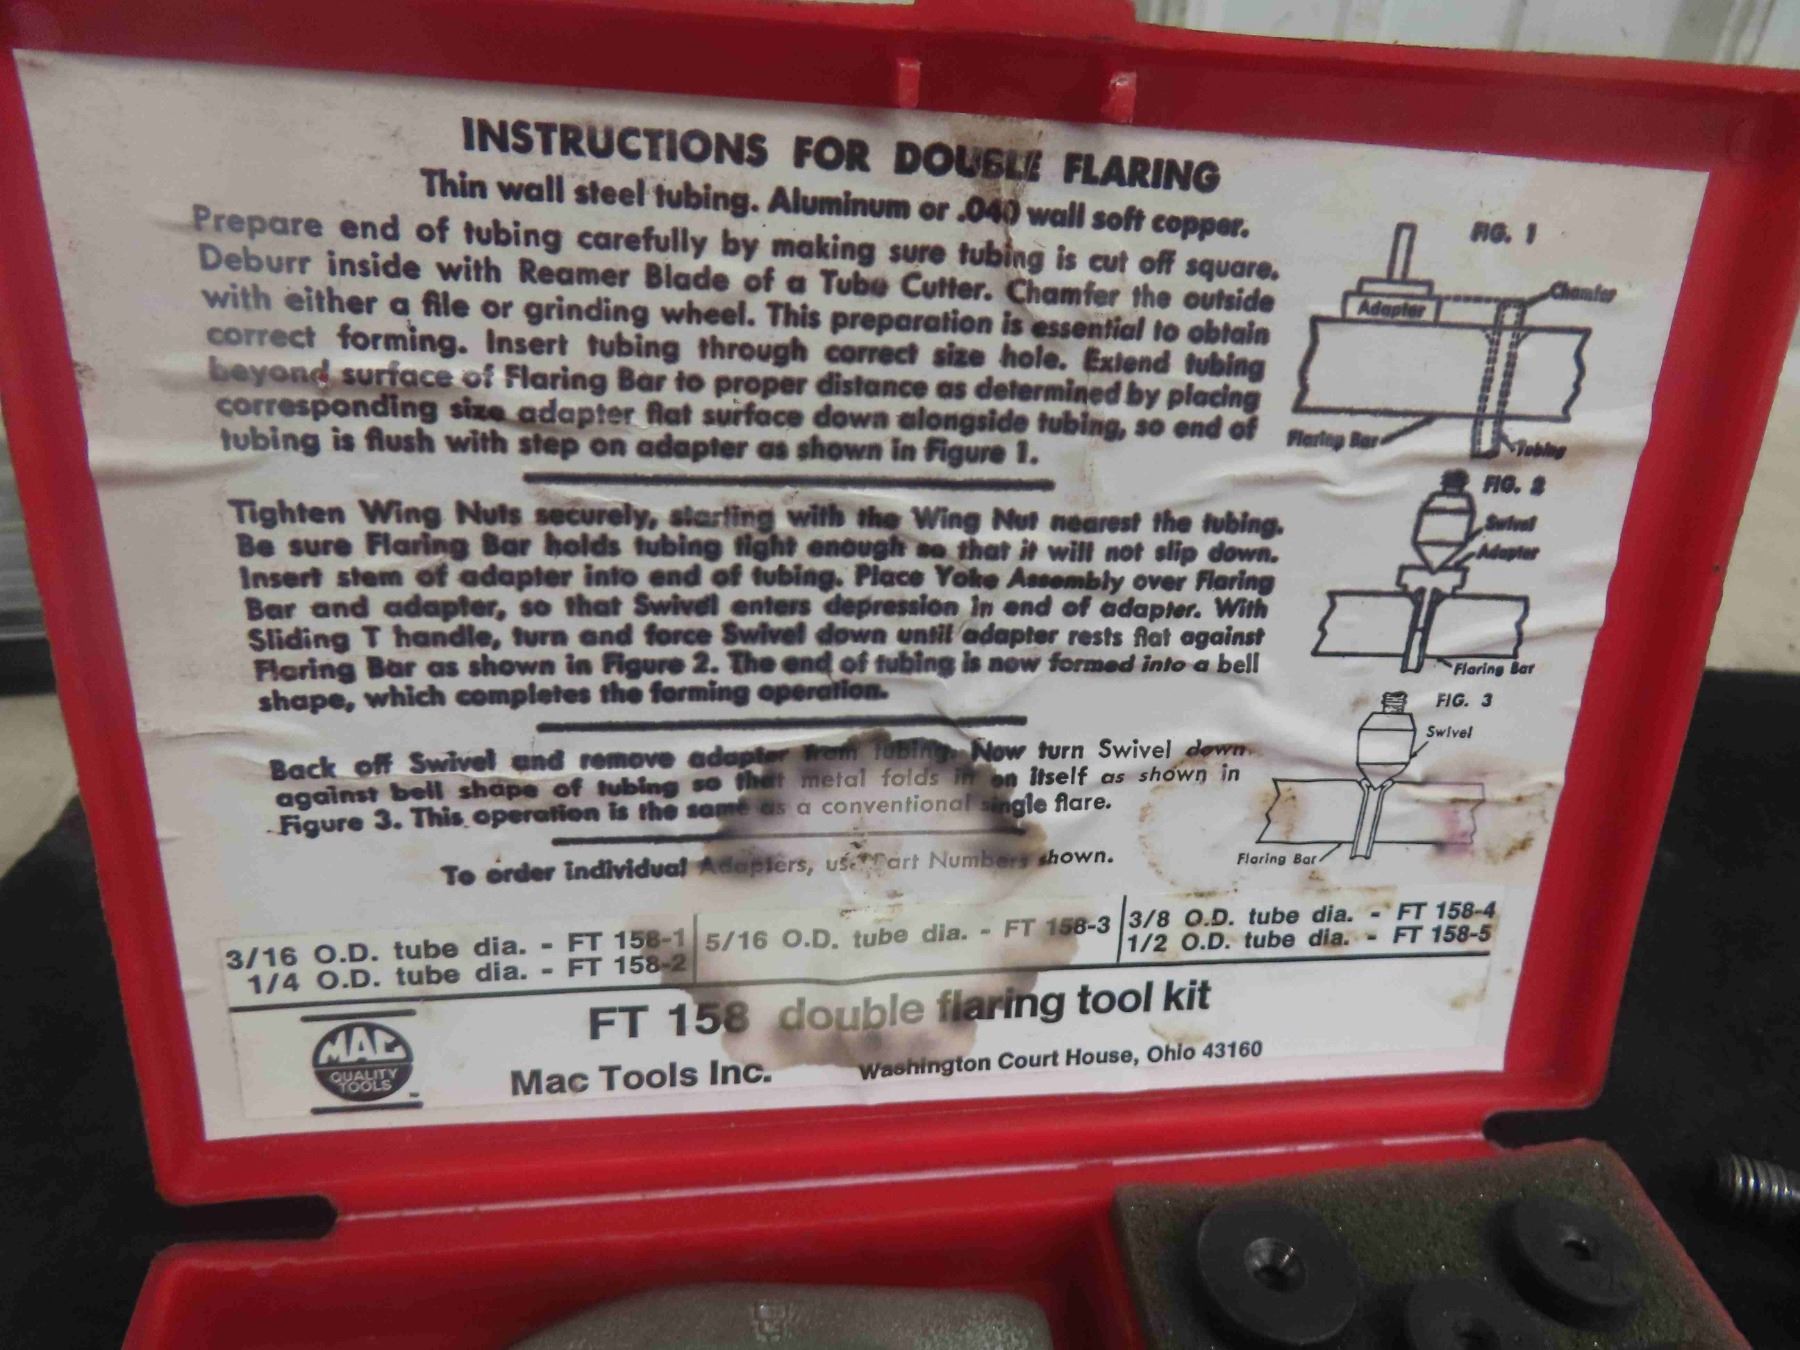 INSTRUCTIONS FOR DOUBLE FLARING
Thin wall steel tubing. Aluminum or .040 wall soft copper.
Prepare end of tubing carefully by making sure tubing is cut off square.
Deburr inside with Reamer Blade of a Tube Cutter. Chamfer the outside
with either a file or grinding wheel. This preparation is essential to obtain
correct forming. Insert tubing through correct size hole. Extend tubing
beyond surface of Flaring Bar to proper distance as determined by placing
corresponding size adapter flat surface down alongside tubing, so end of
tubing is flush with step on adapter as shown in Figure 1.
FIG. 1
Chamfer
Adapter
Flaring Bar
Tubing
Tighten Wing Nuts securely, starting with the Wing Nut nearest the tubing.
Be sure Flaring Bar holds tubing tight enough so that it will not slip down.
Insert stem of adapter into end of tubing. Place Yoke Assembly over Flaring
Bar and adapter, so that Swivel enters depression in end of adapter. With
Sliding T handle, turn and force Swivel down until adapter rests flat against
Flaring Bar as shown in Figure 2. The end of tubing is now formed into a bell
shape, which completes the forming operation.
FIG. 2
Swivel
Adapter
Flaring Bar
Back off Swivel and remove adapter from tubing. Now turn Swivel down
against bell shape of tubing so that metal folds in on itself as shown in
Figure 3. This operation is the same as a conventional single flare.
FIG. 3
Swivel
Flaring Bar
To order individual Adapters, use Part Numbers shown.
3/16 O.D. tube dia. - FT 158-1
1/4 O.D. tube dia. - FT 158-2
5/16 O.D. tube dia. - FT 158-3
3/8 O.D. tube dia. - FT 158-4
1/2 O.D. tube dia. - FT 158-5
FT 158 double flaring tool kit
MAC
QUALITY
TOOLS
™
Mac Tools Inc. Washington Court House, Ohio 43160